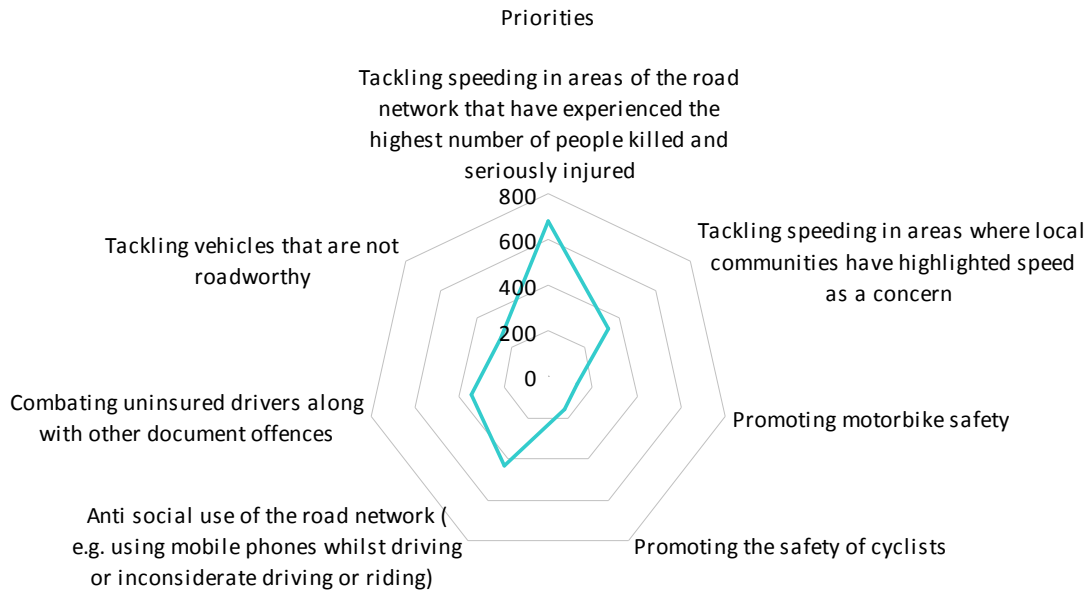 Priorities
Tackling speeding in areas of the road
network that have experienced the
highest number of people killed and
seriously injured
800
600
400
200
0
Tackling speeding in areas where local
communities have highlighted speed
as a concern
Promoting motorbike safety
Promoting the safety of cyclists
Anti social use of the road network (
e.g. using mobile phones whilst driving
or inconsiderate driving or riding)
Combating uninsured drivers along
with other document offences
Tackling vehicles that are not
roadworthy